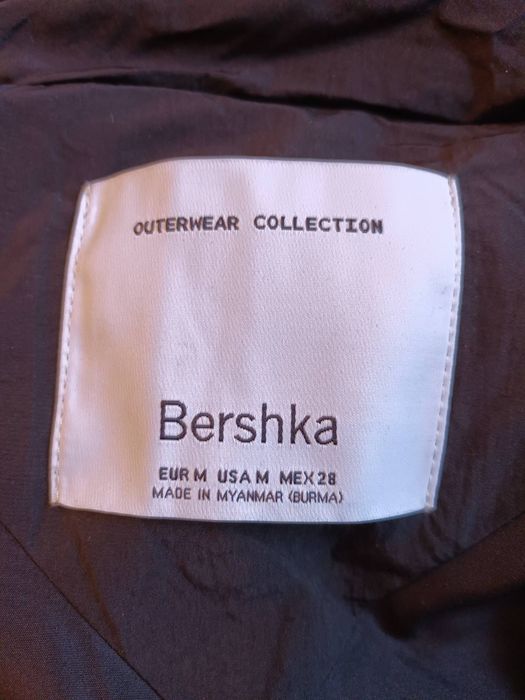 OUTERWEAR COLLECTION
Bershka
EUR M USA M MEX 28
MADE IN MYANMAR (BURMA)